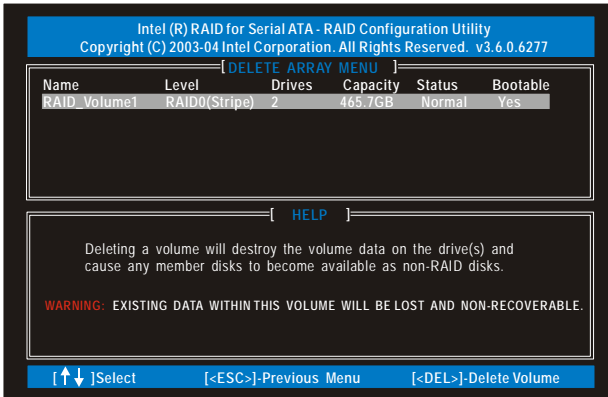 Intel (R) RAID for Serial ATA - RAID Configuration Utility
Copyright (C) 2003-04 Intel Corporation. All Rights Reserved. v3.6.0.6277
[ DELETE ARRAY MENU ]
Name Level Drives Capacity Status Bootable
RAID_Volume1 RAID0(Stripe) 2 465.7GB Normal Yes
[ HELP ]
Deleting a volume will destroy the volume data on the drive(s) and
cause any member disks to become available as non-RAID disks.
WARNING: EXISTING DATA WITHIN THIS VOLUME WILL BE LOST AND NON-RECOVERABLE.
[↑↓]Select [<ESC>]-Previous Menu [<DEL>]-Delete Volume